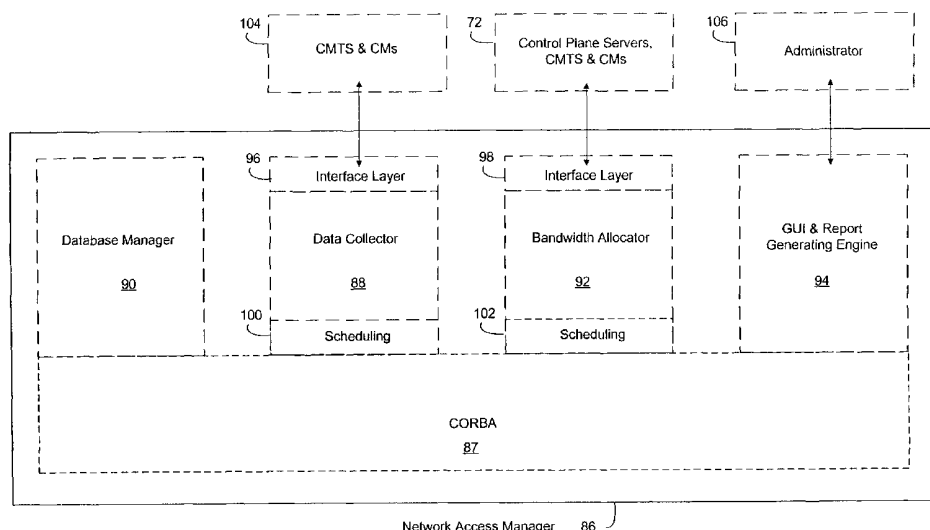 104
CMTS & CMs
72
Control Plane Servers,
CMTS & CMs
106
Administrator
96
Interface Layer
98
Interface Layer
Database Manager
90
Data Collector
88
Bandwidth Allocator
92
GUI & Report
Generating Engine
94
100
Scheduling
102
Scheduling
CORBA
87
Network Access Manager 86